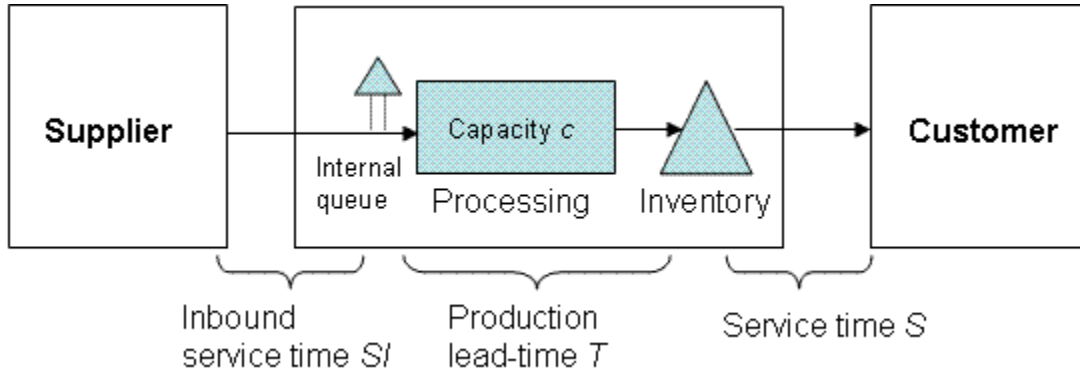 Supplier
Capacity c
Customer
Internal
queue
Processing
Inventory
Inbound
service time SI
Production
lead-time T
Service time S